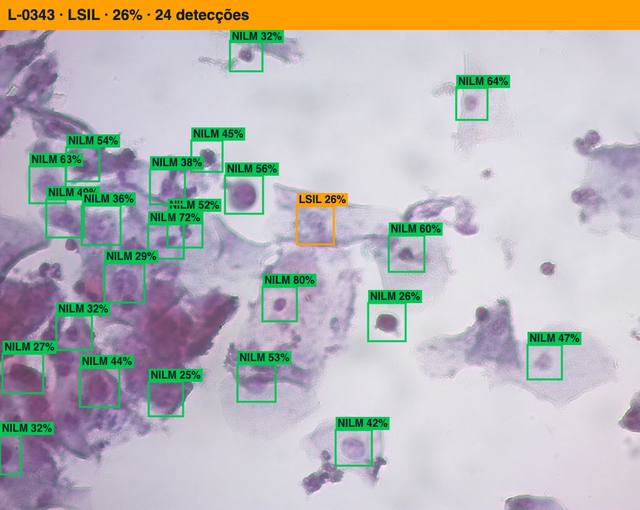 L-0343 · LSIL · 26% · 24 detecções
NILM 32%
NILM 64%
NILM 45%
NILM 54%
NILM 38%
NILM 63%
NILM 56%
NILM 36%
LSIL 26%
NILM 52%
NILM 72%
NILM 60%
NILM 29%
NILM 80%
NILM 26%
NILM 32%
NILM 47%
NILM 27%
NILM 44%
NILM 53%
NILM 25%
NILM 42%
NILM 32%